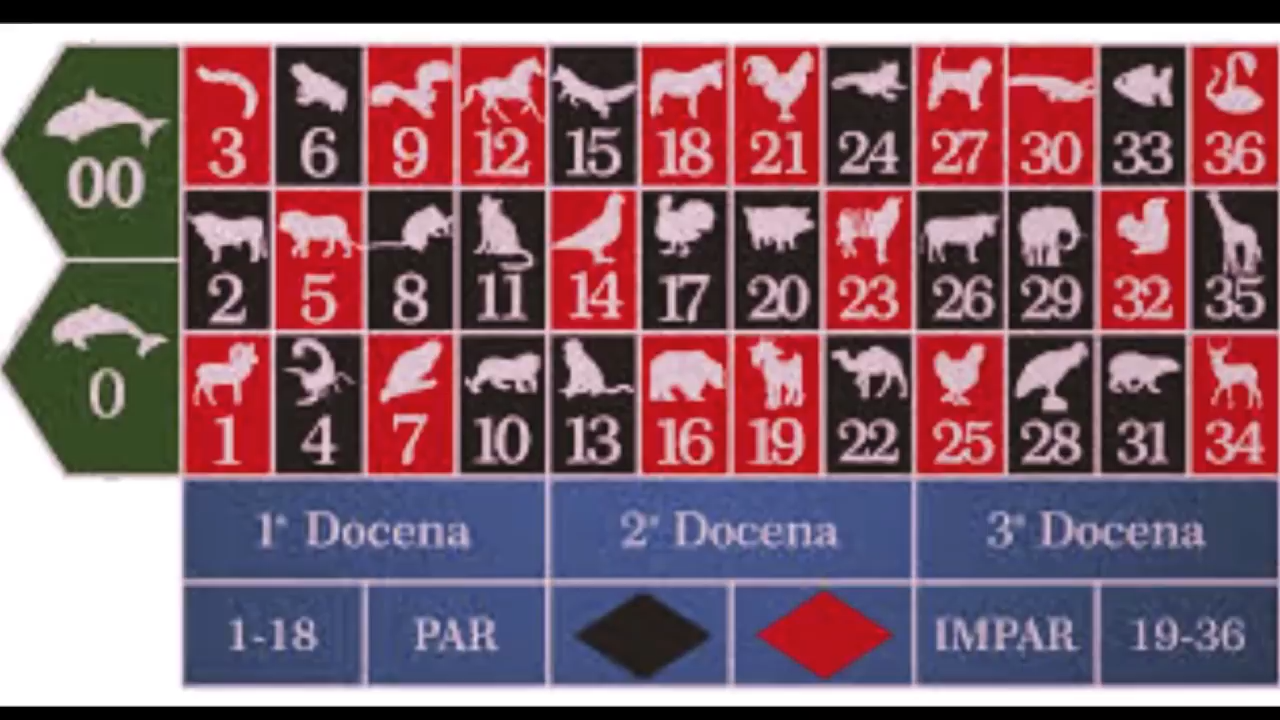 00
3 6 9 12 15 18 21 24 27 30 33 36
2 5 8 11 14 17 20 23 26 29 32 35
0
1 4 7 10 13 16 19 22 25 28 31 34
1ª Docena 2ª Docena 3ª Docena
1-18 PAR IMPAR 19-36